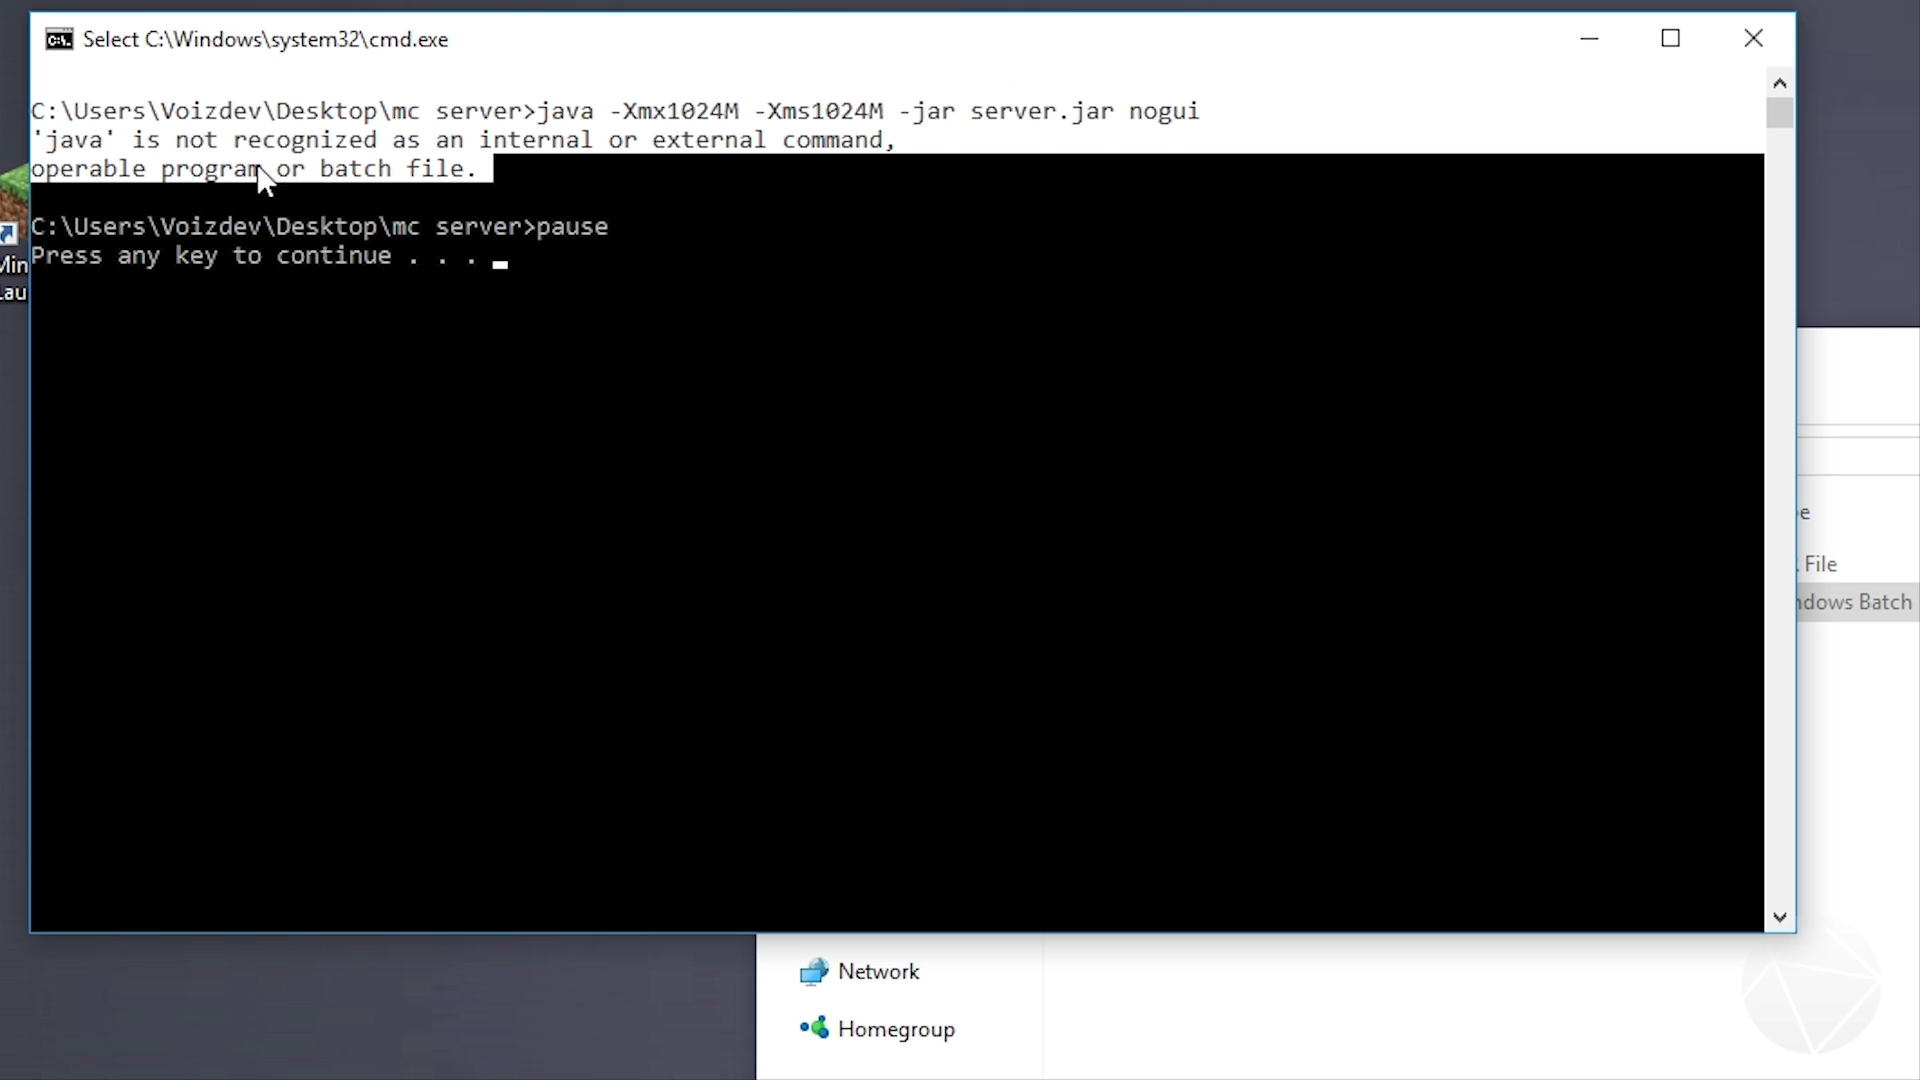 Select C:\Windows\system32\cmd.exe
C:\Users\Voizdev\Desktop\mc server>java -Xmx1024M -Xms1024M -jar server.jar nogui
'java' is not recognized as an internal or external command,
operable program or batch file.
C:\Users\Voizdev\Desktop\mc server>pause
Press any key to continue . . .
File
Batch
Network
Homegroup